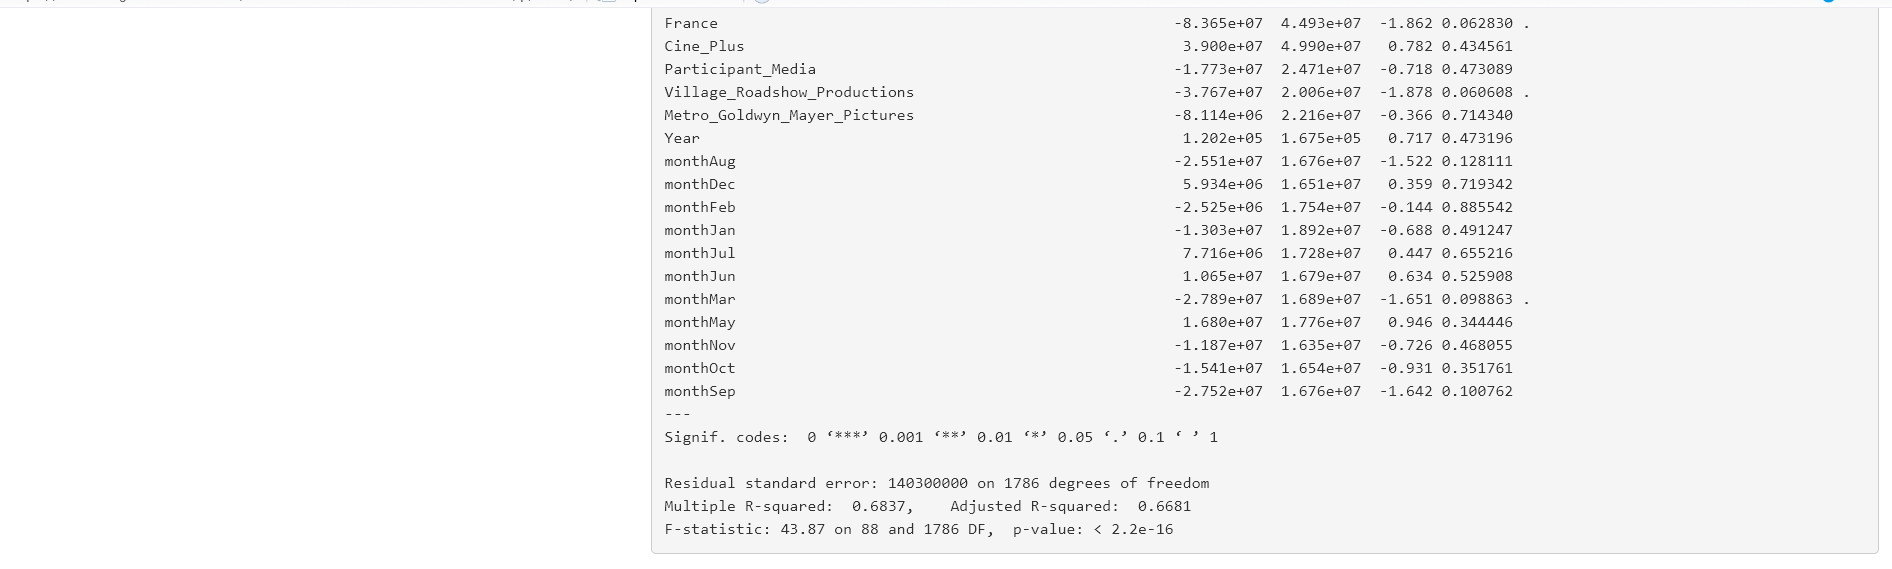 France -8.365e+07 4.493e+07 -1.862 0.062830 .
Cine_Plus 3.900e+07 4.990e+07 0.782 0.434561
Participant_Media -1.773e+07 2.471e+07 -0.718 0.473089
Village_Roadshow_Productions -3.767e+07 2.006e+07 -1.878 0.060608 .
Metro_Goldwyn_Mayer_Pictures -8.114e+06 2.216e+07 -0.366 0.714340
Year 1.202e+05 1.675e+05 0.717 0.473196
monthAug -2.551e+07 1.676e+07 -1.522 0.128111
monthDec 5.934e+06 1.651e+07 0.359 0.719342
monthFeb -2.525e+06 1.754e+07 -0.144 0.885542
monthJan -1.303e+07 1.892e+07 -0.688 0.491247
monthJul 7.716e+06 1.728e+07 0.447 0.655216
monthJun 1.065e+07 1.679e+07 0.634 0.525908
monthMar -2.789e+07 1.689e+07 -1.651 0.098863 .
monthMay 1.680e+07 1.776e+07 0.946 0.344446
monthNov -1.187e+07 1.635e+07 -0.726 0.468055
monthOct -1.541e+07 1.654e+07 -0.931 0.351761
monthSep -2.752e+07 1.676e+07 -1.642 0.100762
---
Signif. codes: 0 ‘***’ 0.001 ‘**’ 0.01 ‘*’ 0.05 ‘.’ 0.1 ‘ ’ 1
Residual standard error: 140300000 on 1786 degrees of freedom
Multiple R-squared: 0.6837, Adjusted R-squared: 0.6681
F-statistic: 43.87 on 88 and 1786 DF, p-value: < 2.2e-16